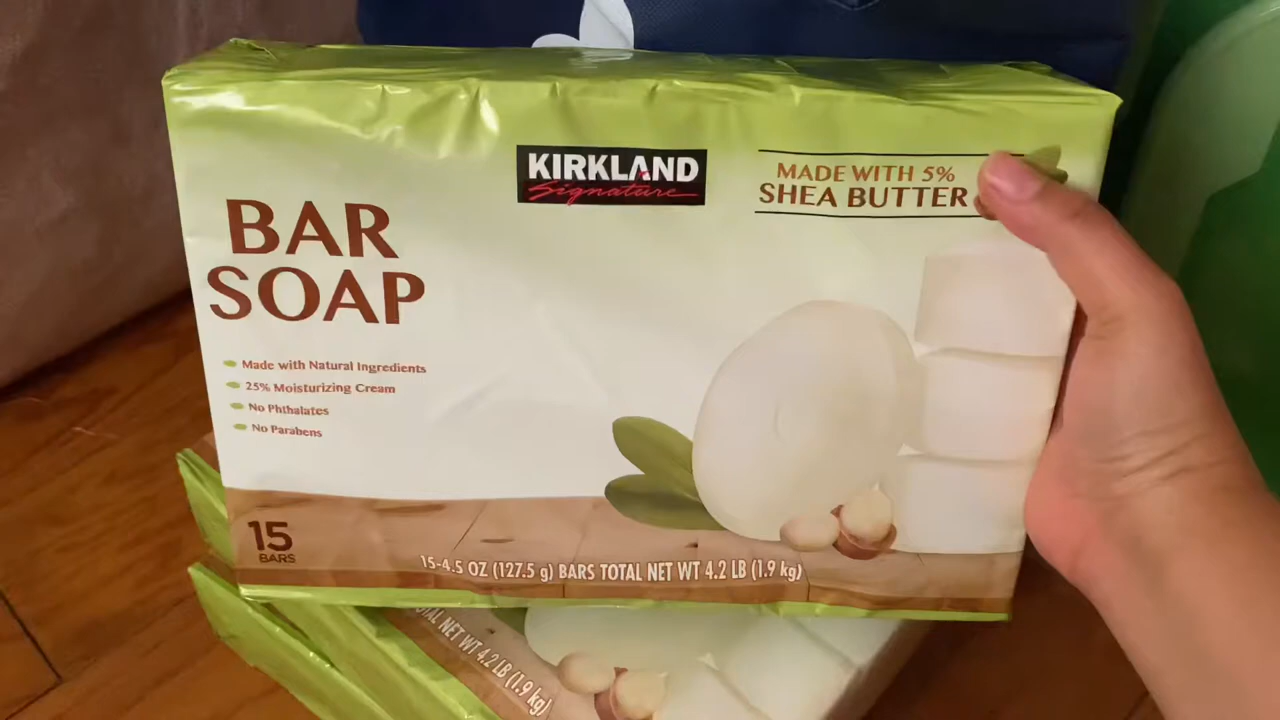 KIRKLAND
Signature
MADE WITH 5%
SHEA BUTTER
BAR
SOAP
Made with Natural Ingredients
25% Moisturizing Cream
No Phthalates
No Parabens
15
BARS
15-4.5 OZ (127.5 g) BARS TOTAL NET WT 4.2 LB (1.9 kg)
NET WT 4.2 LB (1.9 kg)